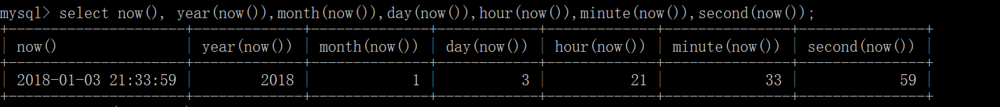 mysql> select now(), year(now()),month(now()),day(now()),hour(now()),minute(now()),second(now());
| now() | year(now()) | month(now()) | day(now()) | hour(now()) | minute(now()) | second(now()) |
| 2018-01-03 21:33:59 | 2018 | 1 | 3 | 21 | 33 | 59 |